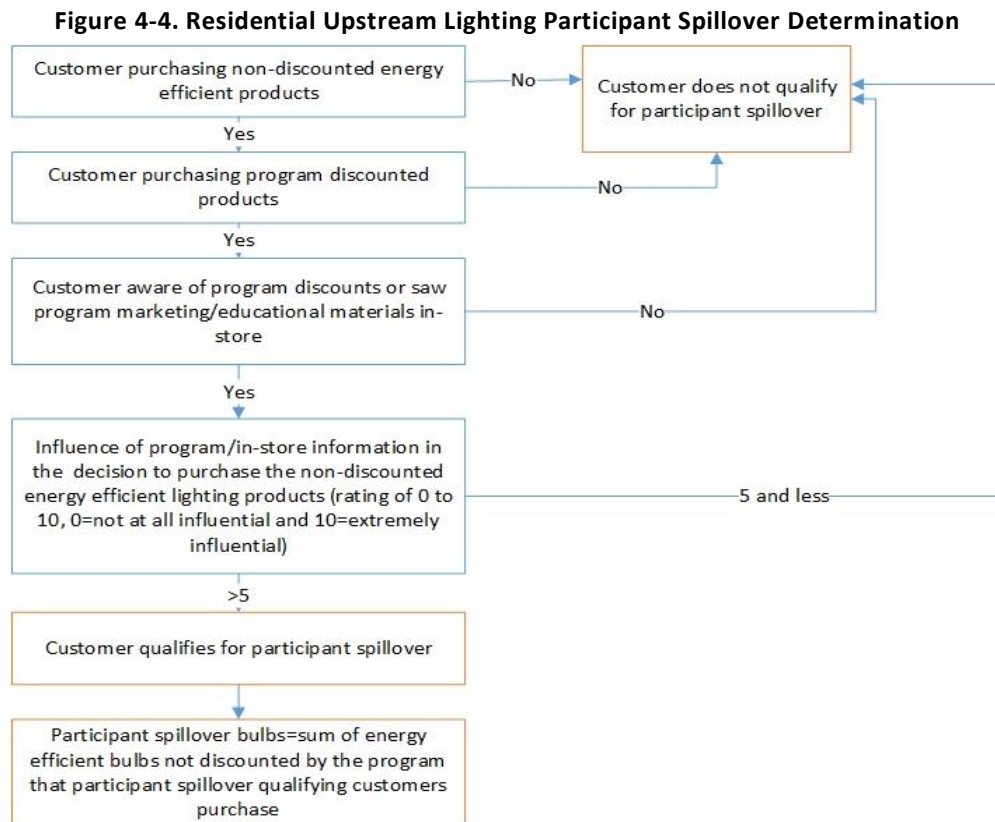 Figure 4-4. Residential Upstream Lighting Participant Spillover Determination
Customer purchasing non-discounted energy
efficient products
No
Customer does not qualify
for participant spillover
Yes
Customer purchasing program discounted
products
No
Yes
Customer aware of program discounts or saw
program marketing/educational materials in-
store
No
Yes
Influence of program/in-store information in
the decision to purchase the non-discounted
energy efficient lighting products (rating of 0 to
10, 0=not at all influential and 10=extremely
influential)
5 and less
>5
Customer qualifies for participant spillover
Participant spillover bulbs=sum of energy
efficient bulbs not discounted by the program
that participant spillover qualifying customers
purchase